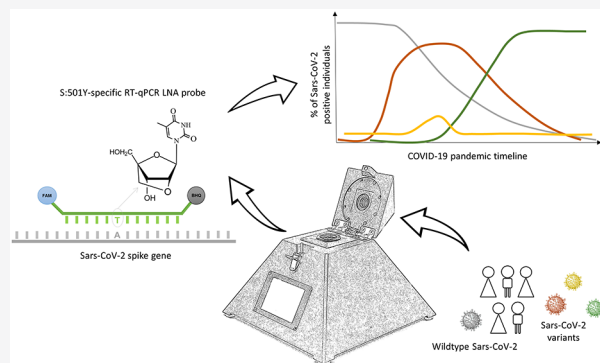 S:501Y-specific RT-qPCR LNA probe
O
NH
N
O
HO₂C
O
O
OH
FAM
BHQ
T
A
Sars-CoV-2 spike gene
% of Sars-CoV-2
positive individuals
COVID-19 pandemic timeline
Wildtype Sars-CoV-2
Sars-CoV-2
variants